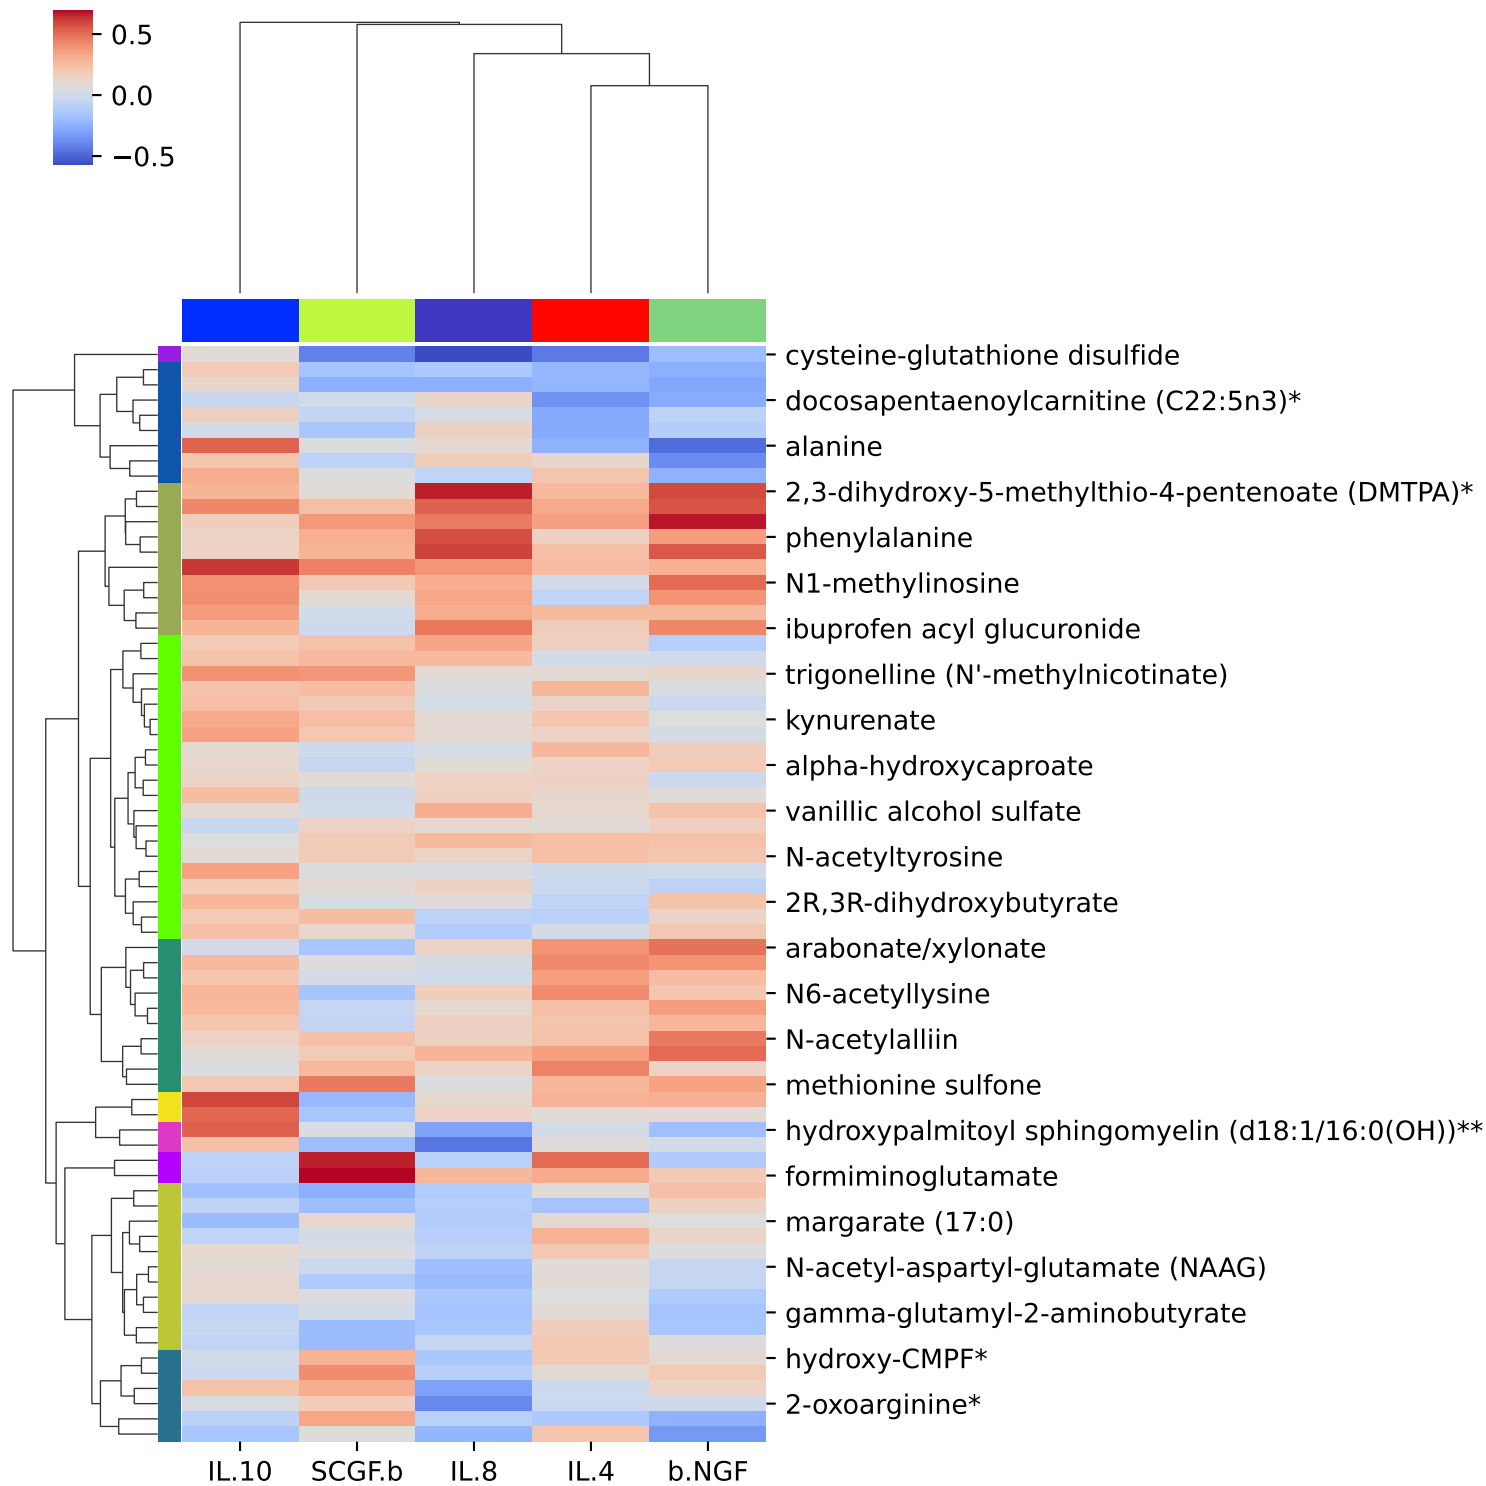 0.5
0.0
−0.5
cysteine-glutathione disulfide
docosapentaenoylcarnitine (C22:5n3)*
alanine
2,3-dihydroxy-5-methylthio-4-pentenoate (DMTPA)*
phenylalanine
N1-methylinosine
ibuprofen acyl glucuronide
trigonelline (N'-methylnicotinate)
kynurenate
alpha-hydroxycaproate
vanillic alcohol sulfate
N-acetyltyrosine
2R,3R-dihydroxybutyrate
arabonate/xylonate
N6-acetyllysine
N-acetylalliin
methionine sulfone
hydroxypalmitoyl sphingomyelin (d18:1/16:0(OH))**
formiminoglutamate
margarate (17:0)
N-acetyl-aspartyl-glutamate (NAAG)
gamma-glutamyl-2-aminobutyrate
hydroxy-CMPF*
2-oxoarginine*
IL.10 SCGF.b IL.8 IL.4 b.NGF